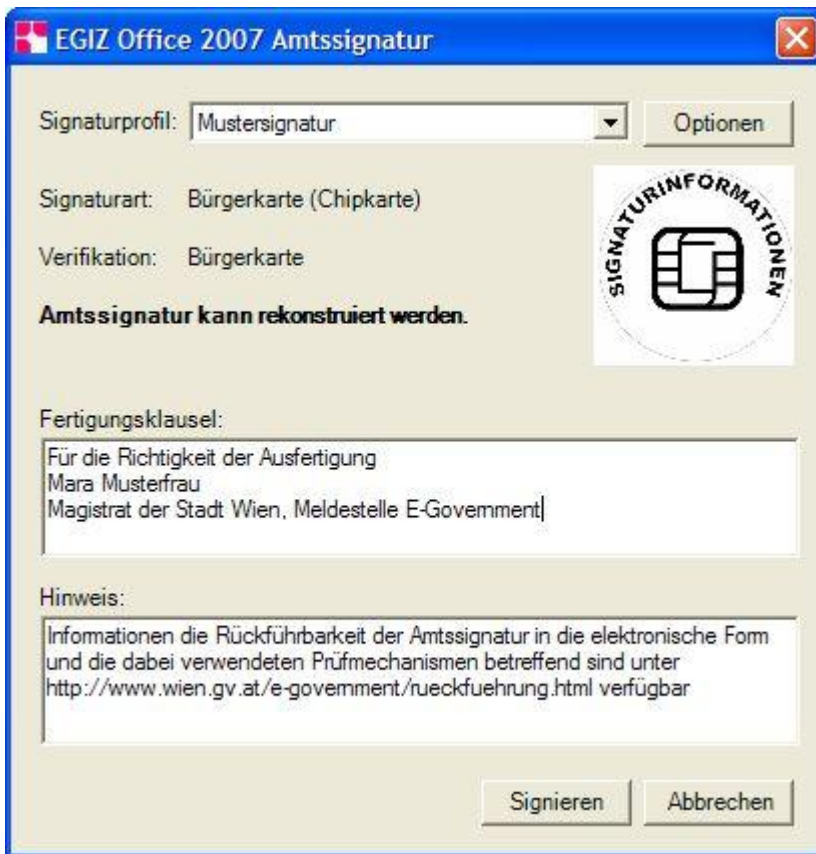 EGIZ Office 2007 Amtssignatur
Signaturprofil: Mustersignatur Optionen
Signaturart: Bürgerkarte (Chipkarte)
SIGNATURINFORMATIONEN
Verifikation: Bürgerkarte
Amtssignatur kann rekonstruiert werden.
Fertigungsklausel:
Für die Richtigkeit der Ausfertigung
Mara Musterfrau
Magistrat der Stadt Wien, Meldestelle E-Government
Hinweis:
Informationen die Rückführbarkeit der Amtssignatur in die elektronische Form
und die dabei verwendeten Prüfmechanismen betreffend sind unter
http://www.wien.gv.at/e-government/rueckfuehrung.html verfügbar
Signieren Abbrechen